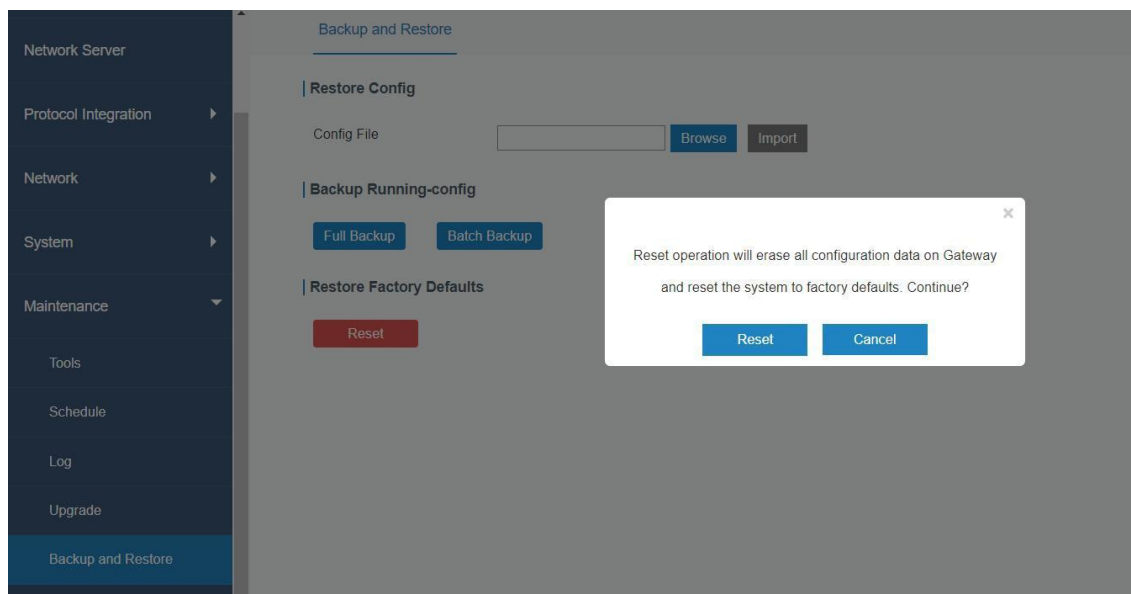 Network Server
Protocol Integration
Network
System
Maintenance
Tools
Schedule
Log
Upgrade
Backup and Restore
Backup and Restore
Restore Config
Config File
Browse
Import
Backup Running-config
Full Backup
Batch Backup
Restore Factory Defaults
Reset
Reset operation will erase all configuration data on Gateway
and reset the system to factory defaults. Continue?
Reset
Cancel